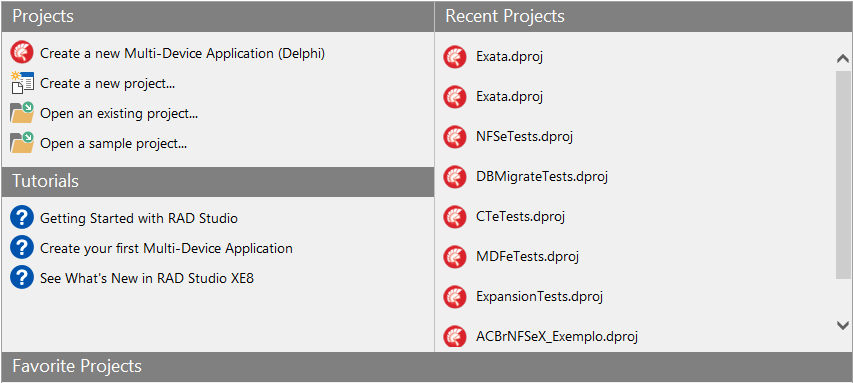 Projects
Create a new Multi-Device Application (Delphi)
Create a new project...
Open an existing project...
Open a sample project...
Tutorials
Getting Started with RAD Studio
Create your first Multi-Device Application
See What's New in RAD Studio XE8
Recent Projects
Exata.dproj
Exata.dproj
NFSeTests.dproj
DBMigrateTests.dproj
CTeTests.dproj
MDFeTests.dproj
ExpansionTests.dproj
ACBrNFSeX_Exemplo.dproj
Favorite Projects